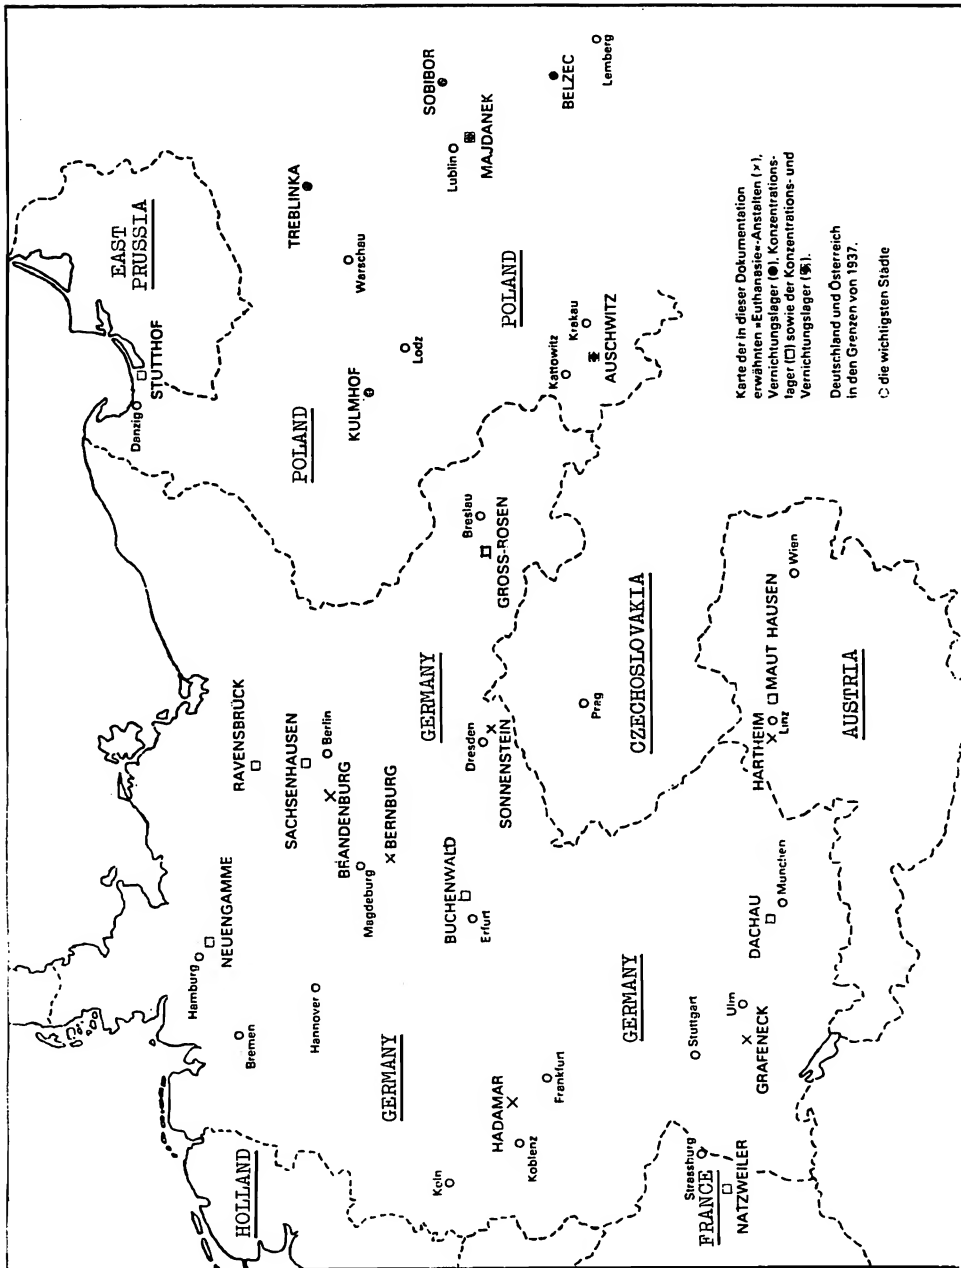 EAST
PRUSSIA
STUTTHOF
Danzig
HOLLAND
Hamburg
NEUENGAMME
Bremen
RAVENSBRÜCK
SACHSENHAUSEN
Berlin
BRANDENBURG
Magdeburg
BERNBURG
Hannover
GERMANY
GERMANY
POLAND
KULMHOF
Lodz
TREBLINKA
Warschau
SOBIBOR
Lublin
MAJDANEK
BELZEC
Lemberg
POLAND
Krakau
Kattowitz
AUSCHWITZ
Breslau
GROSS-ROSEN
Dresden
SONNENSTEIN
BUCHENWALD
Erfurt
HADAMAR
Koblenz
Frankfurt
Koln
CZECHOSLOVAKIA
Prag
GERMANY
Stuttgart
Ulm
GRAFENECK
Strassburg
FRANCE
NATZWEILER
DACHAU
Munchen
HARTHEIM
Linz
MAUT HAUSEN
Wien
AUSTRIA
Karte der in dieser Dokumentation
erwähnten »Euthanasie«-Anstalten (×),
Vernichtungslager (●), Konzentrations-
lager (□) sowie der Konzentrations- und
Vernichtungslager (▣).
Deutschland und Österreich
in den Grenzen von 1937.
○ die wichtigsten Städte